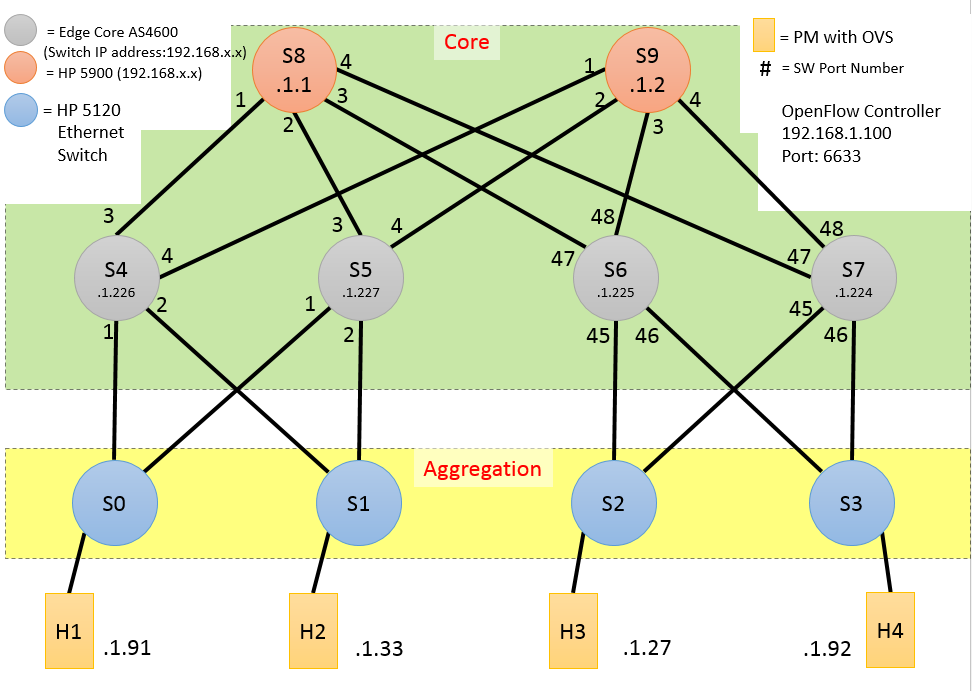 = Edge Core AS4600
(Switch IP address:192.168.x.x)
= HP 5900 (192.168.x.x)
= HP 5120
Ethernet
Switch
Core
= PM with OVS
# = SW Port Number
OpenFlow Controller
192.168.1.100
Port: 6633
S8
.1.1
S9
.1.2
1
2
3
4
1
2
3
4
3
4
3
4
47
48
47
48
S4
.1.226
S5
.1.227
S6
.1.225
S7
.1.224
1
2
1
2
45
46
45
46
Aggregation
S0
S1
S2
S3
H1
.1.91
H2
.1.33
H3
.1.27
.1.92
H4